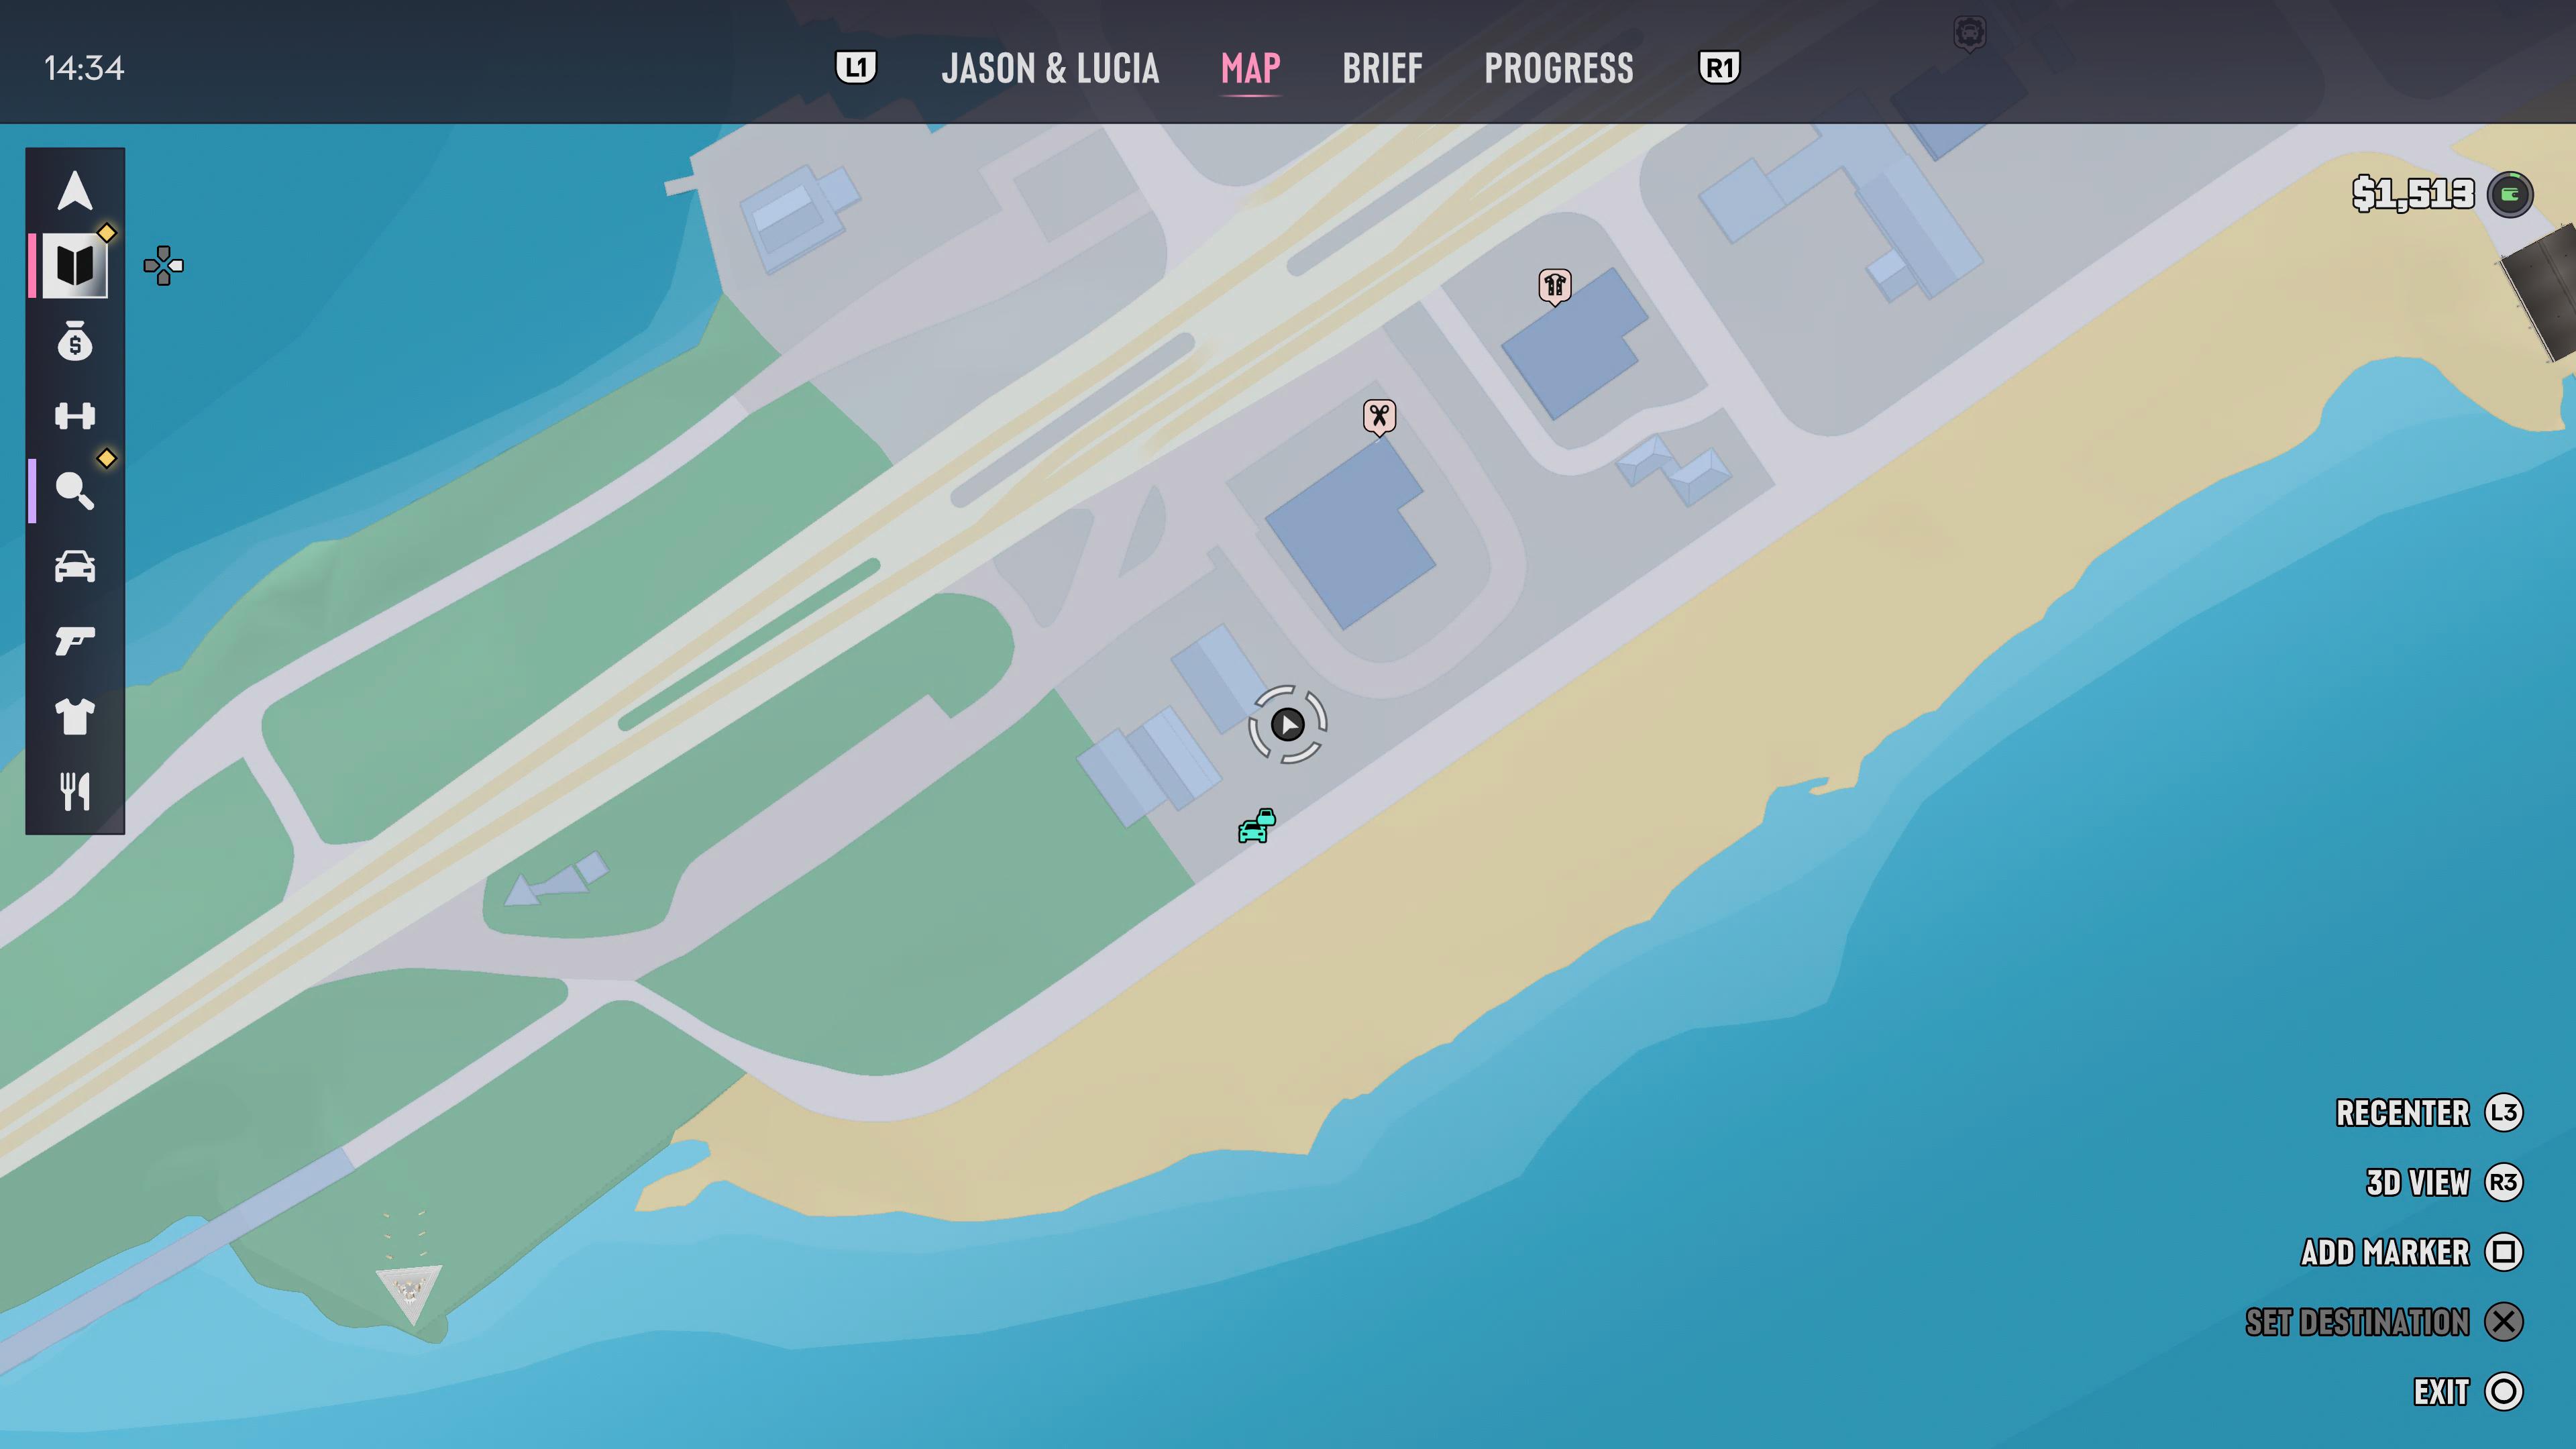 14:34
L1 JASON & LUCIA MAP BRIEF PROGRESS R1
$1,513
RECENTER L3
3D VIEW R3
ADD MARKER
SET DESTINATION
EXIT